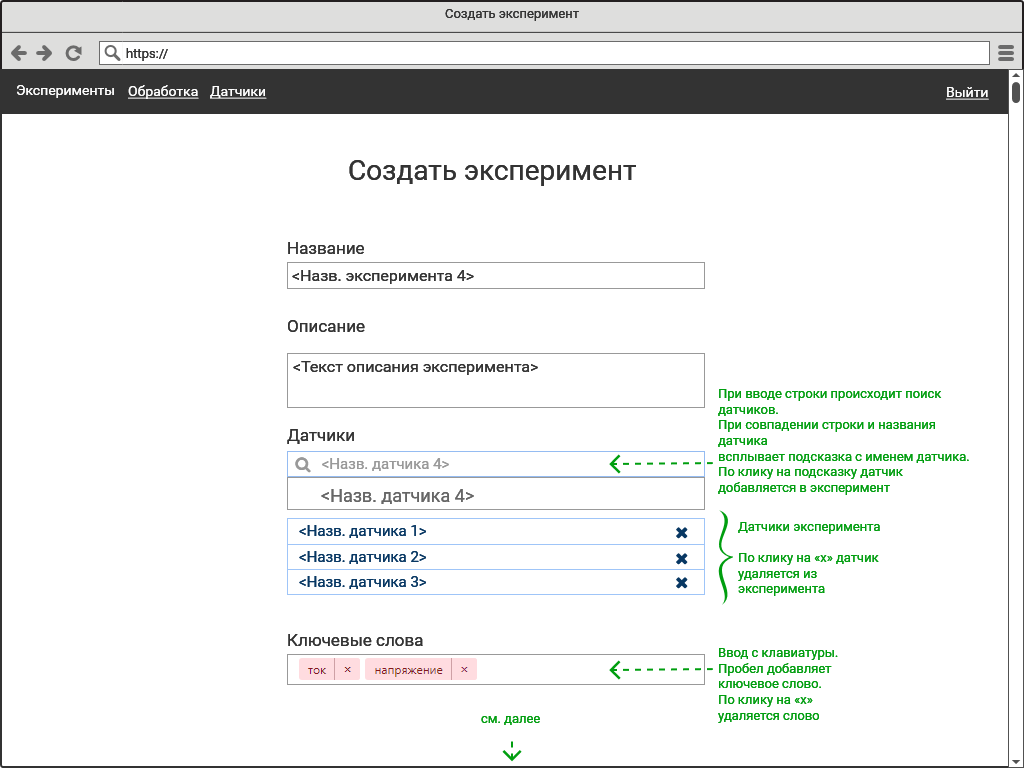 Создать эксперимент
https://
Эксперименты Обработка Датчики Выйти
Создать эксперимент
Название
<Назв. эксперимента 4>
Описание
<Текст описания эксперимента>
При вводе строки происходит поиск
датчиков.
При совпадении строки и названия
датчика
всплывает подсказка с именем датчика.
По клику на подсказку датчик
добавляется в эксперимент
Датчики
<Назв. датчика 4>
<Назв. датчика 4>
<Назв. датчика 1>
<Назв. датчика 2>
<Назв. датчика 3>
Датчики эксперимента
По клику на «x» датчик
удаляется из
эксперимента
Ключевые слова
ток × напряжение ×
Ввод с клавиатуры.
Пробел добавляет
ключевое слово.
По клику на «x»
удаляется слово
см. далее